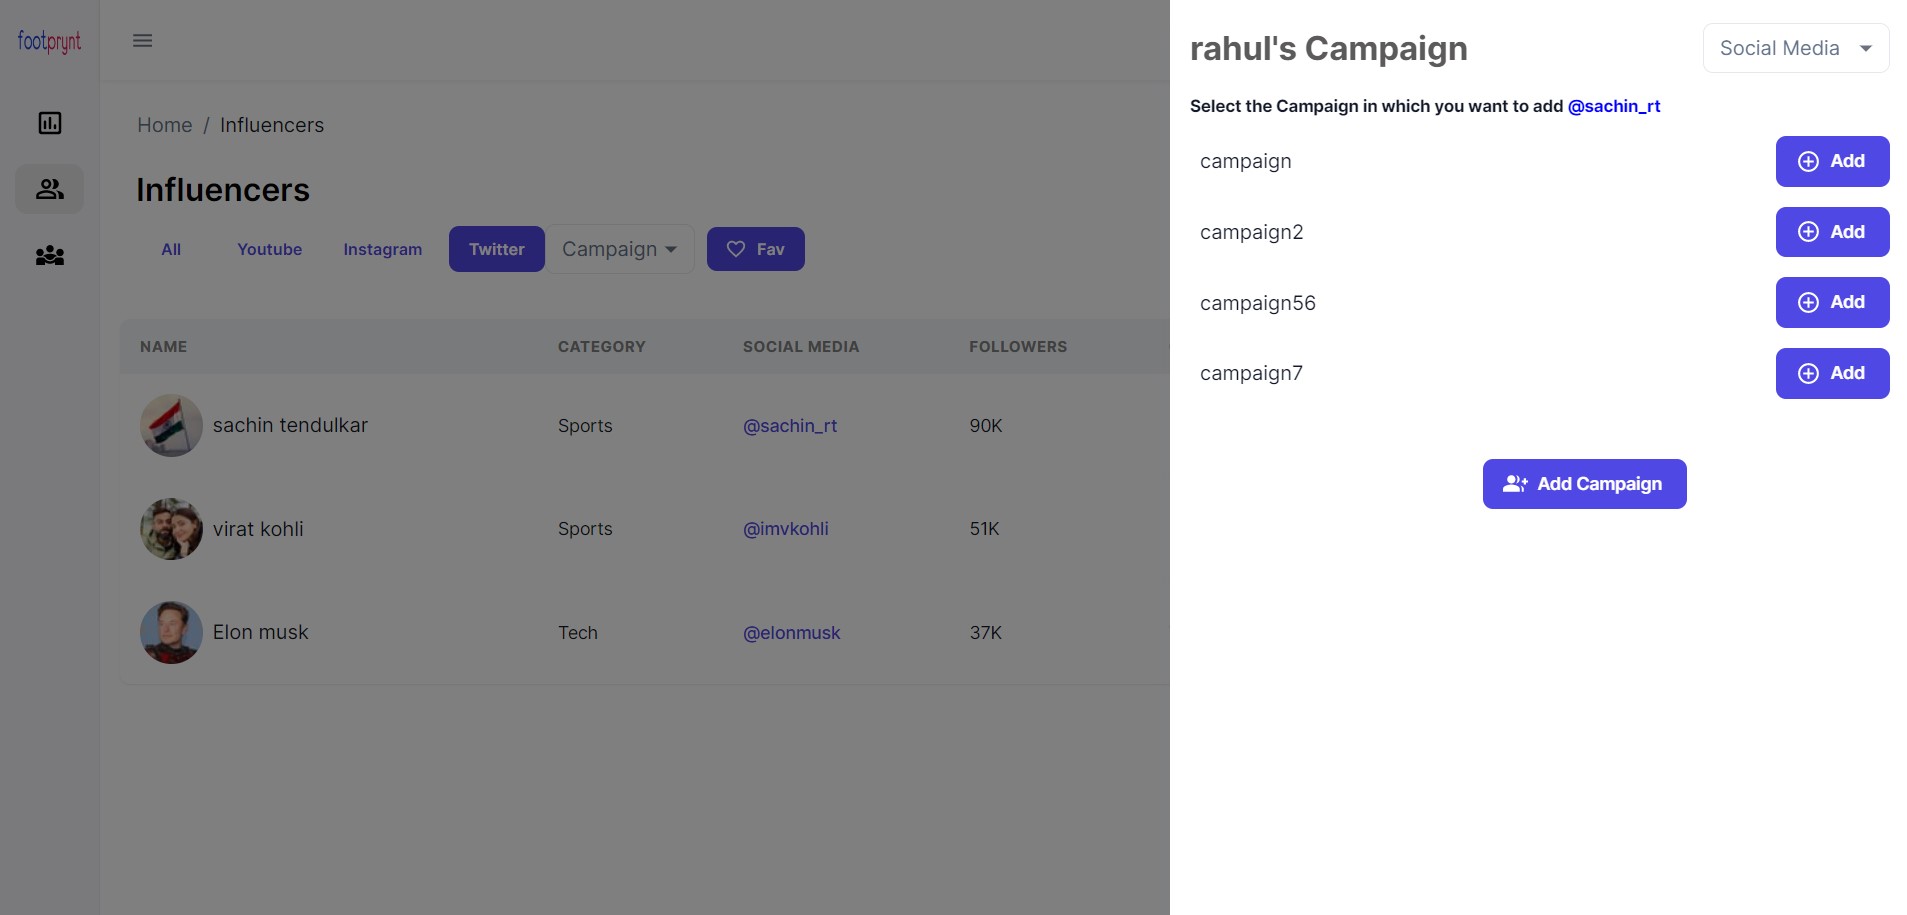 footprynt
Home / Influencers
Influencers
All Youtube Instagram Twitter Campaign Fav
NAME CATEGORY SOCIAL MEDIA FOLLOWERS
sachin tendulkar Sports @sachin_rt 90K
virat kohli Sports @imvkohli 51K
Elon musk Tech @elonmusk 37K
rahul's Campaign Social Media
Select the Campaign in which you want to add @sachin_rt
campaign Add
campaign2 Add
campaign56 Add
campaign7 Add
Add Campaign